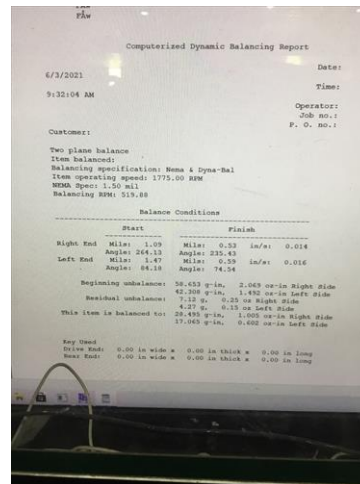 Computerized Dynamic Balancing Report
Date:
6/3/2021
Time:
9:32:04 AM
Operator:
Job no.:
P. O. no.:
Customer:
Two plane balance
Item balanced:
Balancing specification: Nema & Dyna-Bal
Item operating speed: 1775.00 RPM
NEMA Spec: 1.50 mil
Balancing RPM: 519.88
Balance Conditions
Start Finish
Right End Mils: 1.09 Mils: 0.53 in/s: 0.014
Angle: 264.13 Angle: 235.43
Left End Mils: 1.47 Mils: 0.59 in/s: 0.016
Angle: 84.18 Angle: 74.54
Beginning unbalance: 58.653 g-in, 2.069 oz-in Right Side
42.308 g-in, 1.492 oz-in Left Side
Residual unbalance: 7.12 g, 0.25 oz Right Side
4.27 g, 0.15 oz Left Side
This item is balanced to: 28.495 g-in, 1.005 oz-in Right Side
17.065 g-in, 0.602 oz-in Left Side
Key Used
Drive End: 0.00 in wide x 0.00 in thick x 0.00 in long
Rear End: 0.00 in wide x 0.00 in thick x 0.00 in long